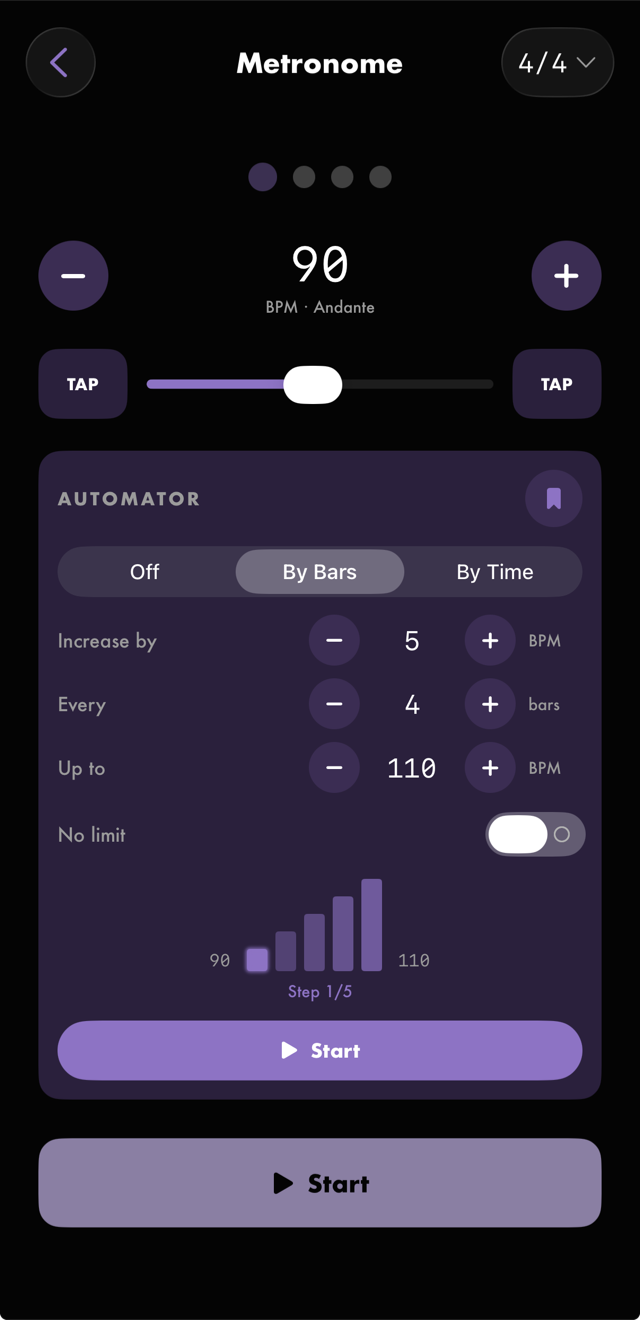 Metronome
4/4
90
BPM · Andante
TAP
TAP
AUTOMATOR
Off By Bars By Time
Increase by − 5 + BPM
Every − 4 + bars
Up to − 110 + BPM
No limit
90 110
Step 1/5
Start
Start